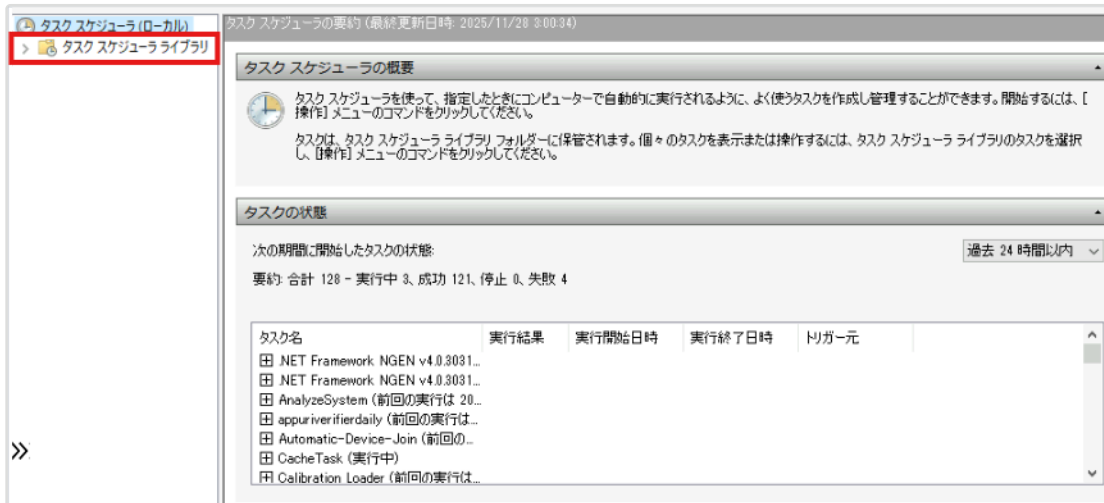 タスク スケジューラ (ローカル)
タスク スケジューラ ライブラリ
タスク スケジューラの要約 (最終更新日時: 2025/11/28 3:00:34)
タスク スケジューラの概要
タスク スケジューラを使って、指定したときにコンピューターで自動的に実行されるように、よく使うタスクを作成し管理することができます。開始するには、[
操作] メニューのコマンドをクリックしてください。
タスクは、タスク スケジューラ ライブラリ フォルダーに保管されます。個々のタスクを表示または操作するには、タスク スケジューラ ライブラリのタスクを選択
し、[操作] メニューのコマンドをクリックしてください。
タスクの状態
次の期間に開始したタスクの状態:
過去 24 時間以内
要約: 合計 128 - 実行中 3、成功 121、停止 0、失敗 4
タスク名 実行結果 実行開始日時 実行終了日時 トリガー元
.NET Framework NGEN v4.0.3031...
.NET Framework NGEN v4.0.3031...
AnalyzeSystem (前回の実行は 20...
appuriverifierdaily (前回の実行は...
Automatic-Device-Join (前回の...
CacheTask (実行中)
Calibration Loader (前回の実行は...